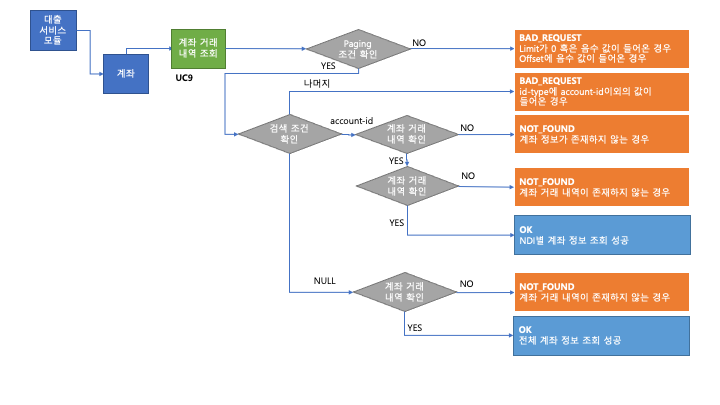 대출
서비스
모듈
계좌
계좌 거래
내역 조회
UC9
Paging
조건 확인
NO
YES
BAD_REQUEST
Limit가 0 혹은 음수 값이 들어온 경우
Offset에 음수 값이 들어온 경우
나머지
BAD_REQUEST
id-type에 account-id이외의 값이
들어온 경우
검색 조건
확인
account-id
계좌 거래
내역 확인
NO
NOT_FOUND
계좌 정보가 존재하지 않는 경우
YES
계좌 거래
내역 확인
NO
NOT_FOUND
계좌 거래 내역이 존재하지 않는 경우
YES
OK
NDI별 계좌 정보 조회 성공
NULL
계좌 거래
내역 확인
NO
NOT_FOUND
계좌 거래 내역이 존재하지 않는 경우
YES
OK
전체 계좌 정보 조회 성공